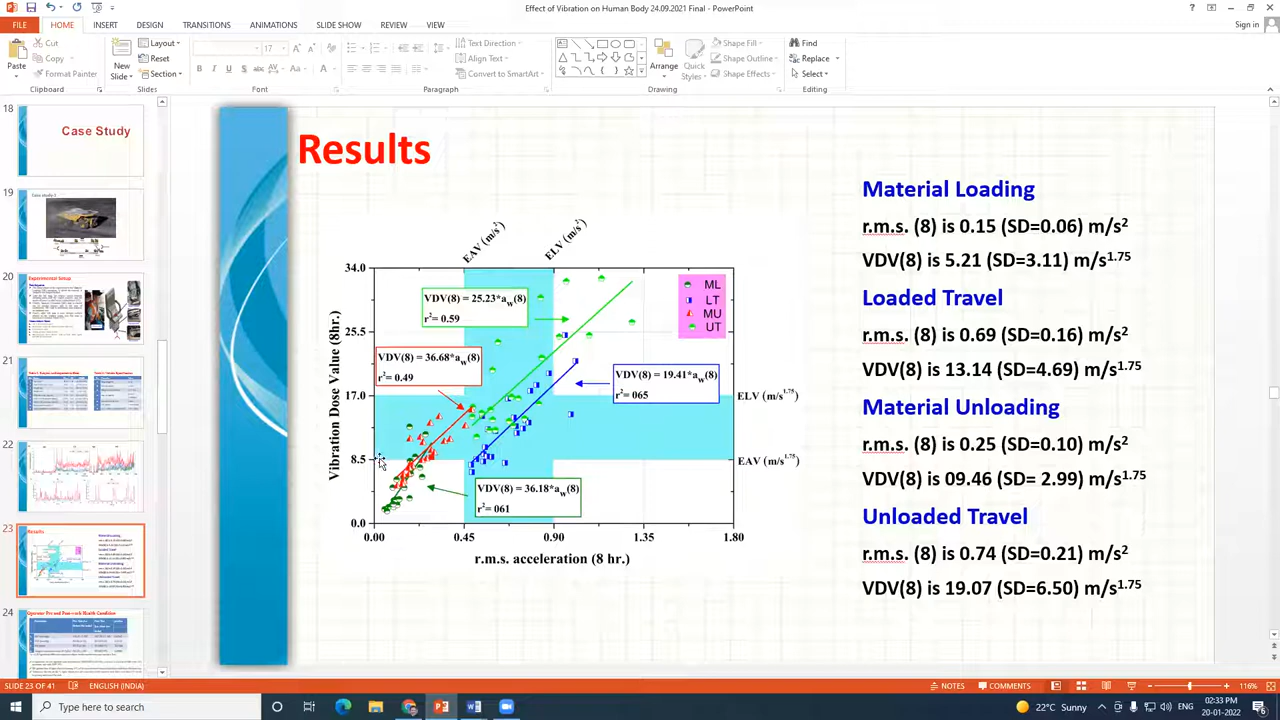 Effect of Vibration on Human Body 24.09.2021 Final - PowerPoint
Sign in
FILE HOME INSERT DESIGN TRANSITIONS ANIMATIONS SLIDE SHOW REVIEW VIEW
Paste
Cut
Copy
Format Painter
New Slide
Layout
Reset
Section
17
Text Direction
Align Text
Convert to SmartArt
Arrange
Quick Styles
Shape Fill
Shape Outline
Shape Effects
Find
Replace
Select
Clipboard Slides Font Paragraph Drawing Editing
18
Case Study
19
20
Experimental Setup
21
22
23
Results
24
Operator Pre and Post-work Health Condition
Results
EAV (m/s²)
ELV (m/s²)
34.0
25.5
17.0
8.5
0.0
Vibration Dose Value (8hr.)
r²= 0.59
VDV(8) = 36.68*aw(8)
r²= 0.49
VDV(8) = 19.41*aw(8)
r²= 065
VDV(8) = 36.18*aw(8)
r²= 061
ML
LT
MU
UT
ELV (m/s1.75)
EAV (m/s1.75)
0.00 0.45 0.90 1.35 1.80
r.m.s. acceleration (8 hr.)
Material Loading
r.m.s. (8) is 0.15 (SD=0.06) m/s²
VDV(8) is 5.21 (SD=3.11) m/s1.75
Loaded Travel
r.m.s. (8) is 0.69 (SD=0.16) m/s²
VDV(8) is 13.14 (SD=4.69) m/s1.75
Material Unloading
r.m.s. (8) is 0.25 (SD=0.10) m/s²
VDV(8) is 09.46 (SD= 2.99) m/s1.75
Unloaded Travel
r.m.s. (8) is 0.74 (SD=0.21) m/s²
VDV(8) is 19.07 (SD=6.50) m/s1.75
SLIDE 23 OF 41 ENGLISH (INDIA) NOTES COMMENTS 116%
Type here to search
22°C Sunny
ENG
02:33 PM
20-01-2022